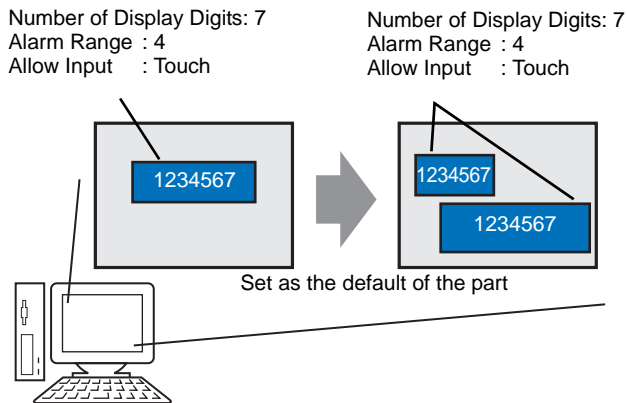 Number of Display Digits: 7
Alarm Range : 4
Allow Input : Touch
Number of Display Digits: 7
Alarm Range : 4
Allow Input : Touch
1234567
1234567
1234567
Set as the default of the part